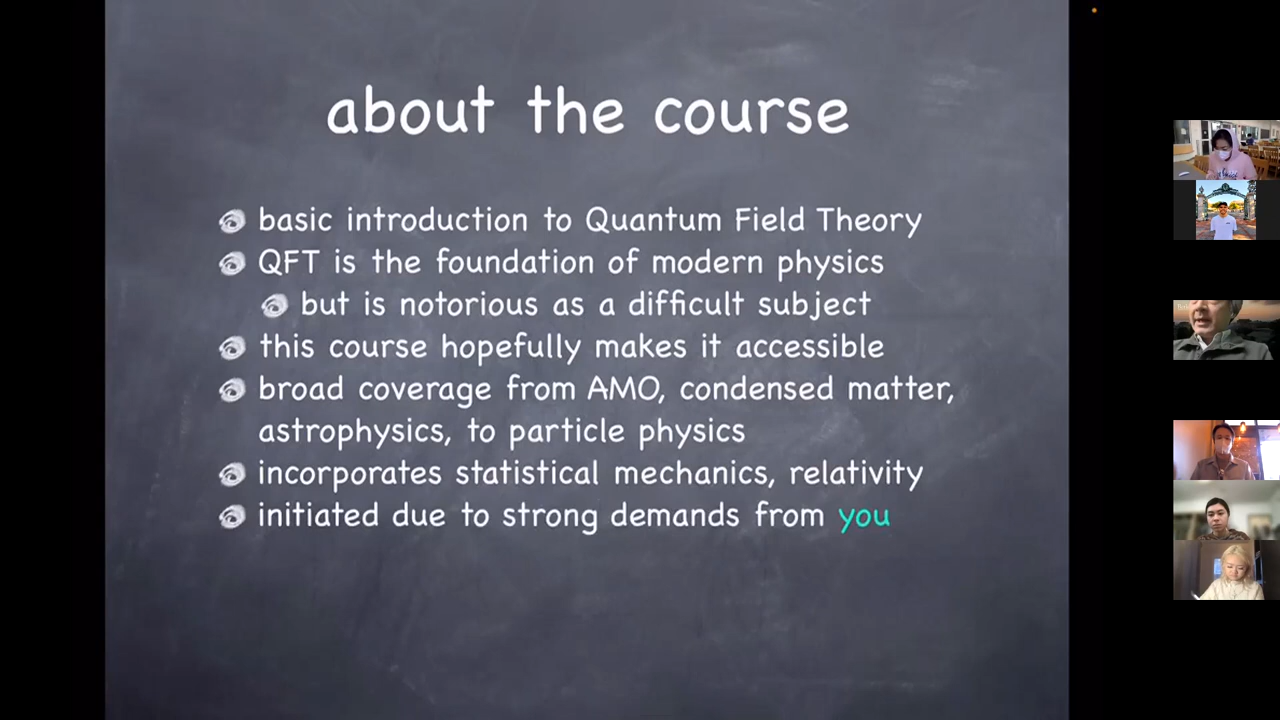 about the course
basic introduction to Quantum Field Theory
QFT is the foundation of modern physics
but is notorious as a difficult subject
this course hopefully makes it accessible
broad coverage from AMO, condensed matter,
astrophysics, to particle physics
incorporates statistical mechanics, relativity
initiated due to strong demands from you